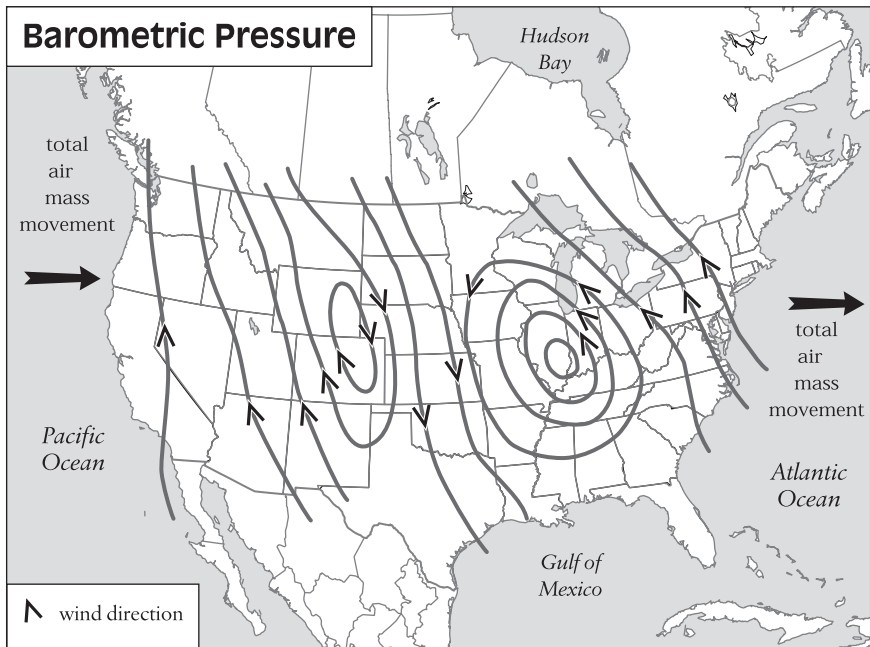 Barometric Pressure
Hudson
Bay
total
air
mass
movement
total
air
mass
movement
Pacific
Ocean
Atlantic
Ocean
Gulf of
Mexico
wind direction